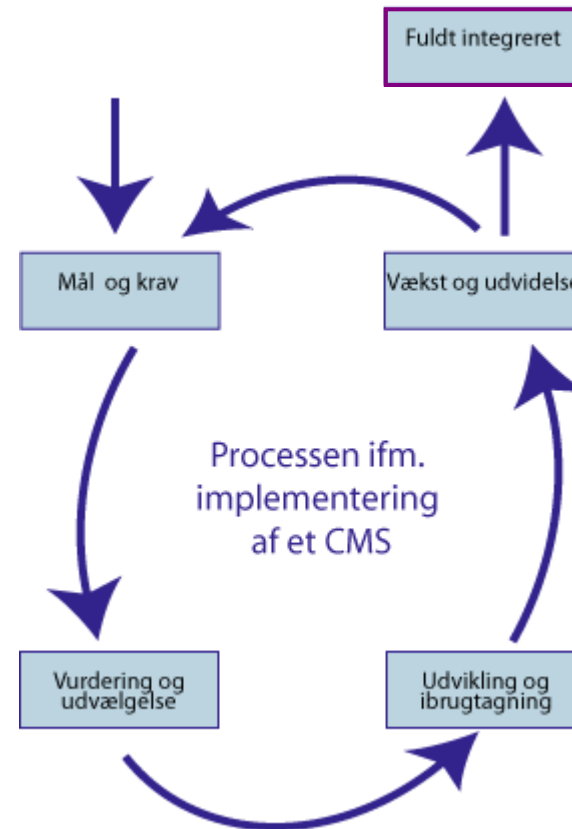 Fuldt integreret
Mål og krav
Vækst og udvidelse
Processen ifm.
implementering
af et CMS
Vurdering og
udvælgelse
Udvikling og
ibrugtagning